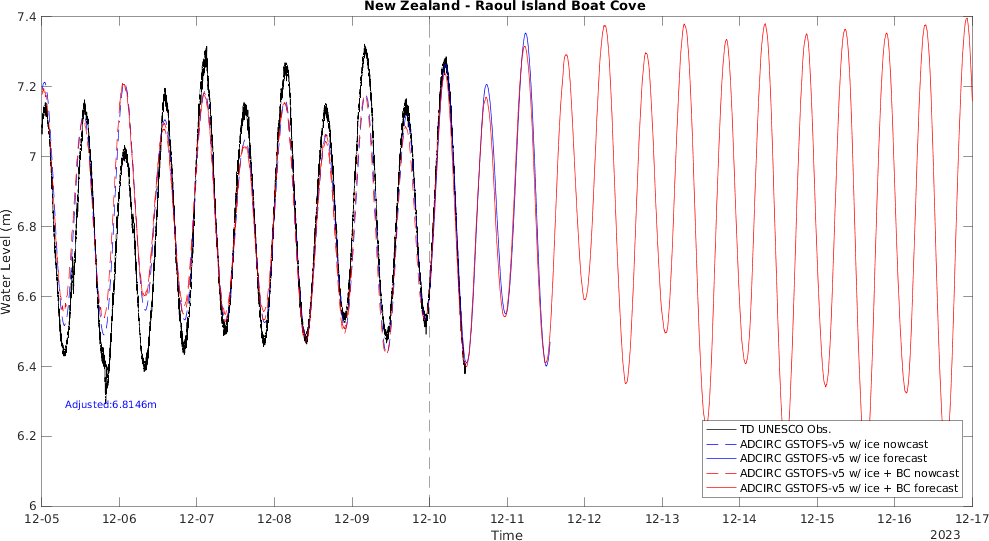 New Zealand - Raoul Island Boat Cove
7.4
7.2
7
6.8
6.6
6.4
6.2
6
Water Level (m)
Adjusted:6.8146m
TD UNESCO Obs.
ADCIRC GSTOFS-v5 w/ ice nowcast
ADCIRC GSTOFS-v5 w/ ice forecast
ADCIRC GSTOFS-v5 w/ ice + BC nowcast
ADCIRC GSTOFS-v5 w/ ice + BC forecast
12-05 12-06 12-07 12-08 12-09 12-10 12-11 12-12 12-13 12-14 12-15 12-16 12-17
Time
2023